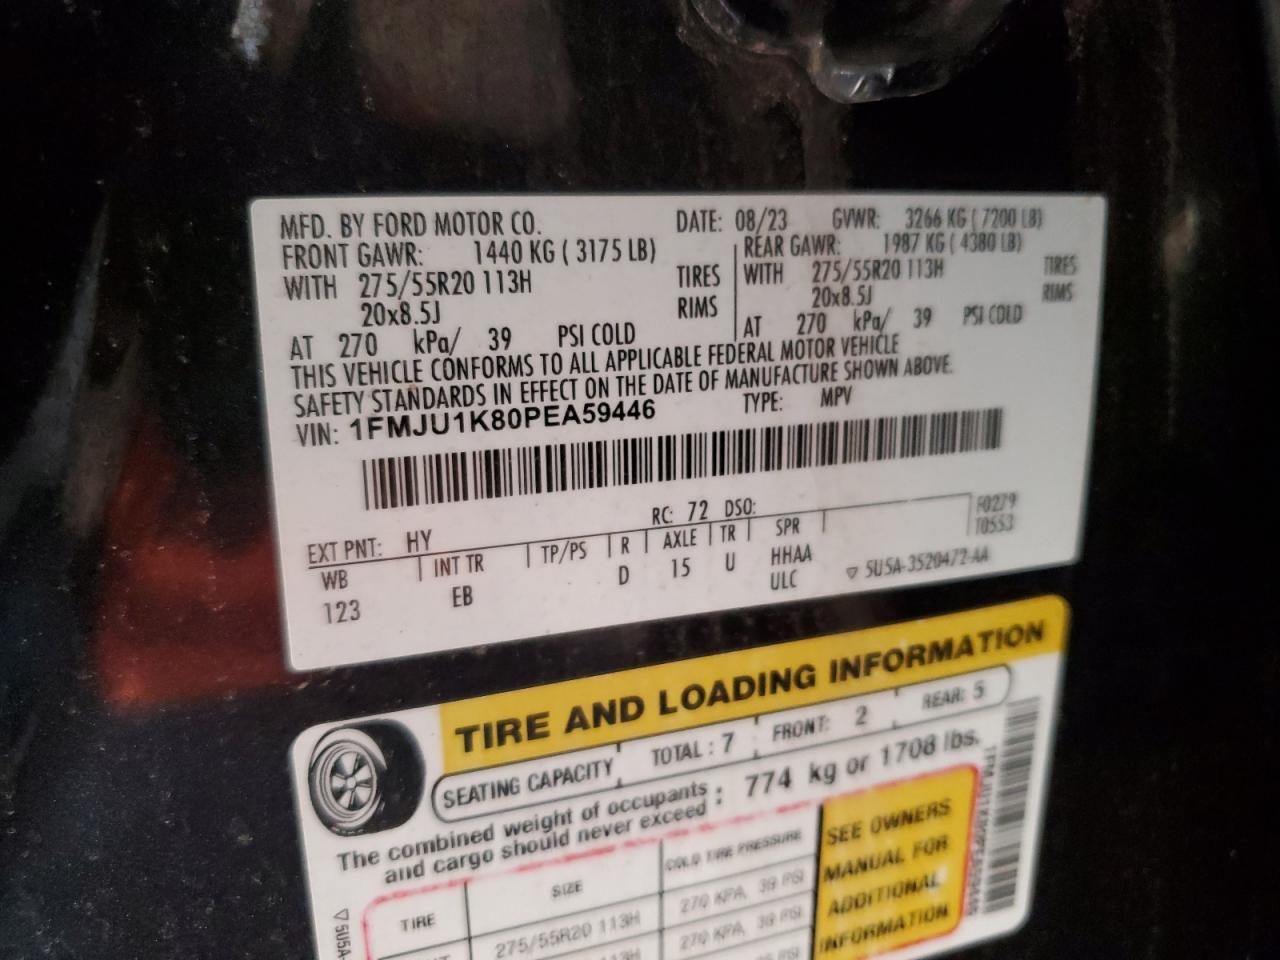 MFD. BY FORD MOTOR CO. DATE: 08/23 GVWR: 3266 KG ( 7200 LB)
FRONT GAWR: 1440 KG ( 3175 LB) REAR GAWR: 1987 KG ( 4380 LB)
WITH 275/55R20 113H TIRES WITH 275/55R20 113H TIRES
20x8.5J RIMS 20x8.5J RIMS
AT 270 kPa/ 39 PSI COLD AT 270 kPa/ 39 PSI COLD
THIS VEHICLE CONFORMS TO ALL APPLICABLE FEDERAL MOTOR VEHICLE
SAFETY STANDARDS IN EFFECT ON THE DATE OF MANUFACTURE SHOWN ABOVE.
VIN: 1FMJU1K80PEA59446 TYPE: MPV
RC: 72 DSO: F0279
EXT PNT: HY T0553
WB INT TR TP/PS R AXLE TR SPR
123 EB D 15 U HHAA
ULC ▽ 5U5A-3520472-AA
TIRE AND LOADING INFORMATION
SEATING CAPACITY TOTAL : 7 FRONT: 2 REAR: 5
The combined weight of occupants and cargo should never exceed : 774 kg or 1708 lbs.
TIRE SIZE COLD TIRE PRESSURE
275/55R20 113H 270 KPA, 39 PSI
113H 270 KPA, 39 PSI
SEE OWNERS
MANUAL FOR
ADDITIONAL
INFORMATION
▽ 5U5A-